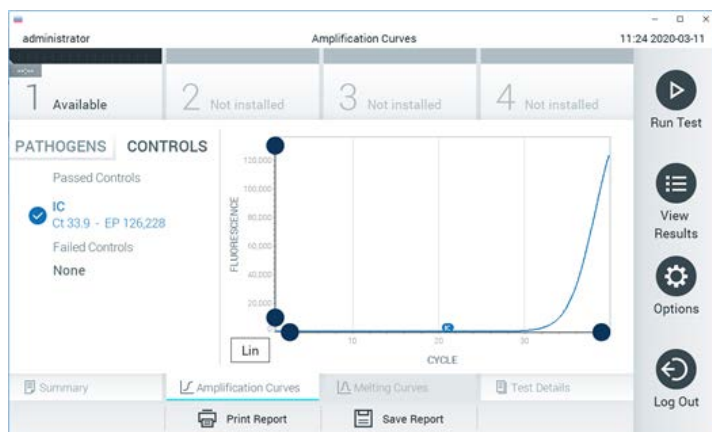 administrator Amplification Curves 11:24 2020-03-11
1 Available 2 Not installed 3 Not installed 4 Not installed
Run Test
PATHOGENS CONTROLS
Passed Controls
IC
Ct 33.9 - EP 126,228
Failed Controls
None
FLUORESCENCE
120,000
100,000
80,000
60,000
40,000
20,000
IC
10 20 30
CYCLE
Lin
View
Results
Options
Log Out
Summary Amplification Curves Melting Curves Test Details
Print Report Save Report